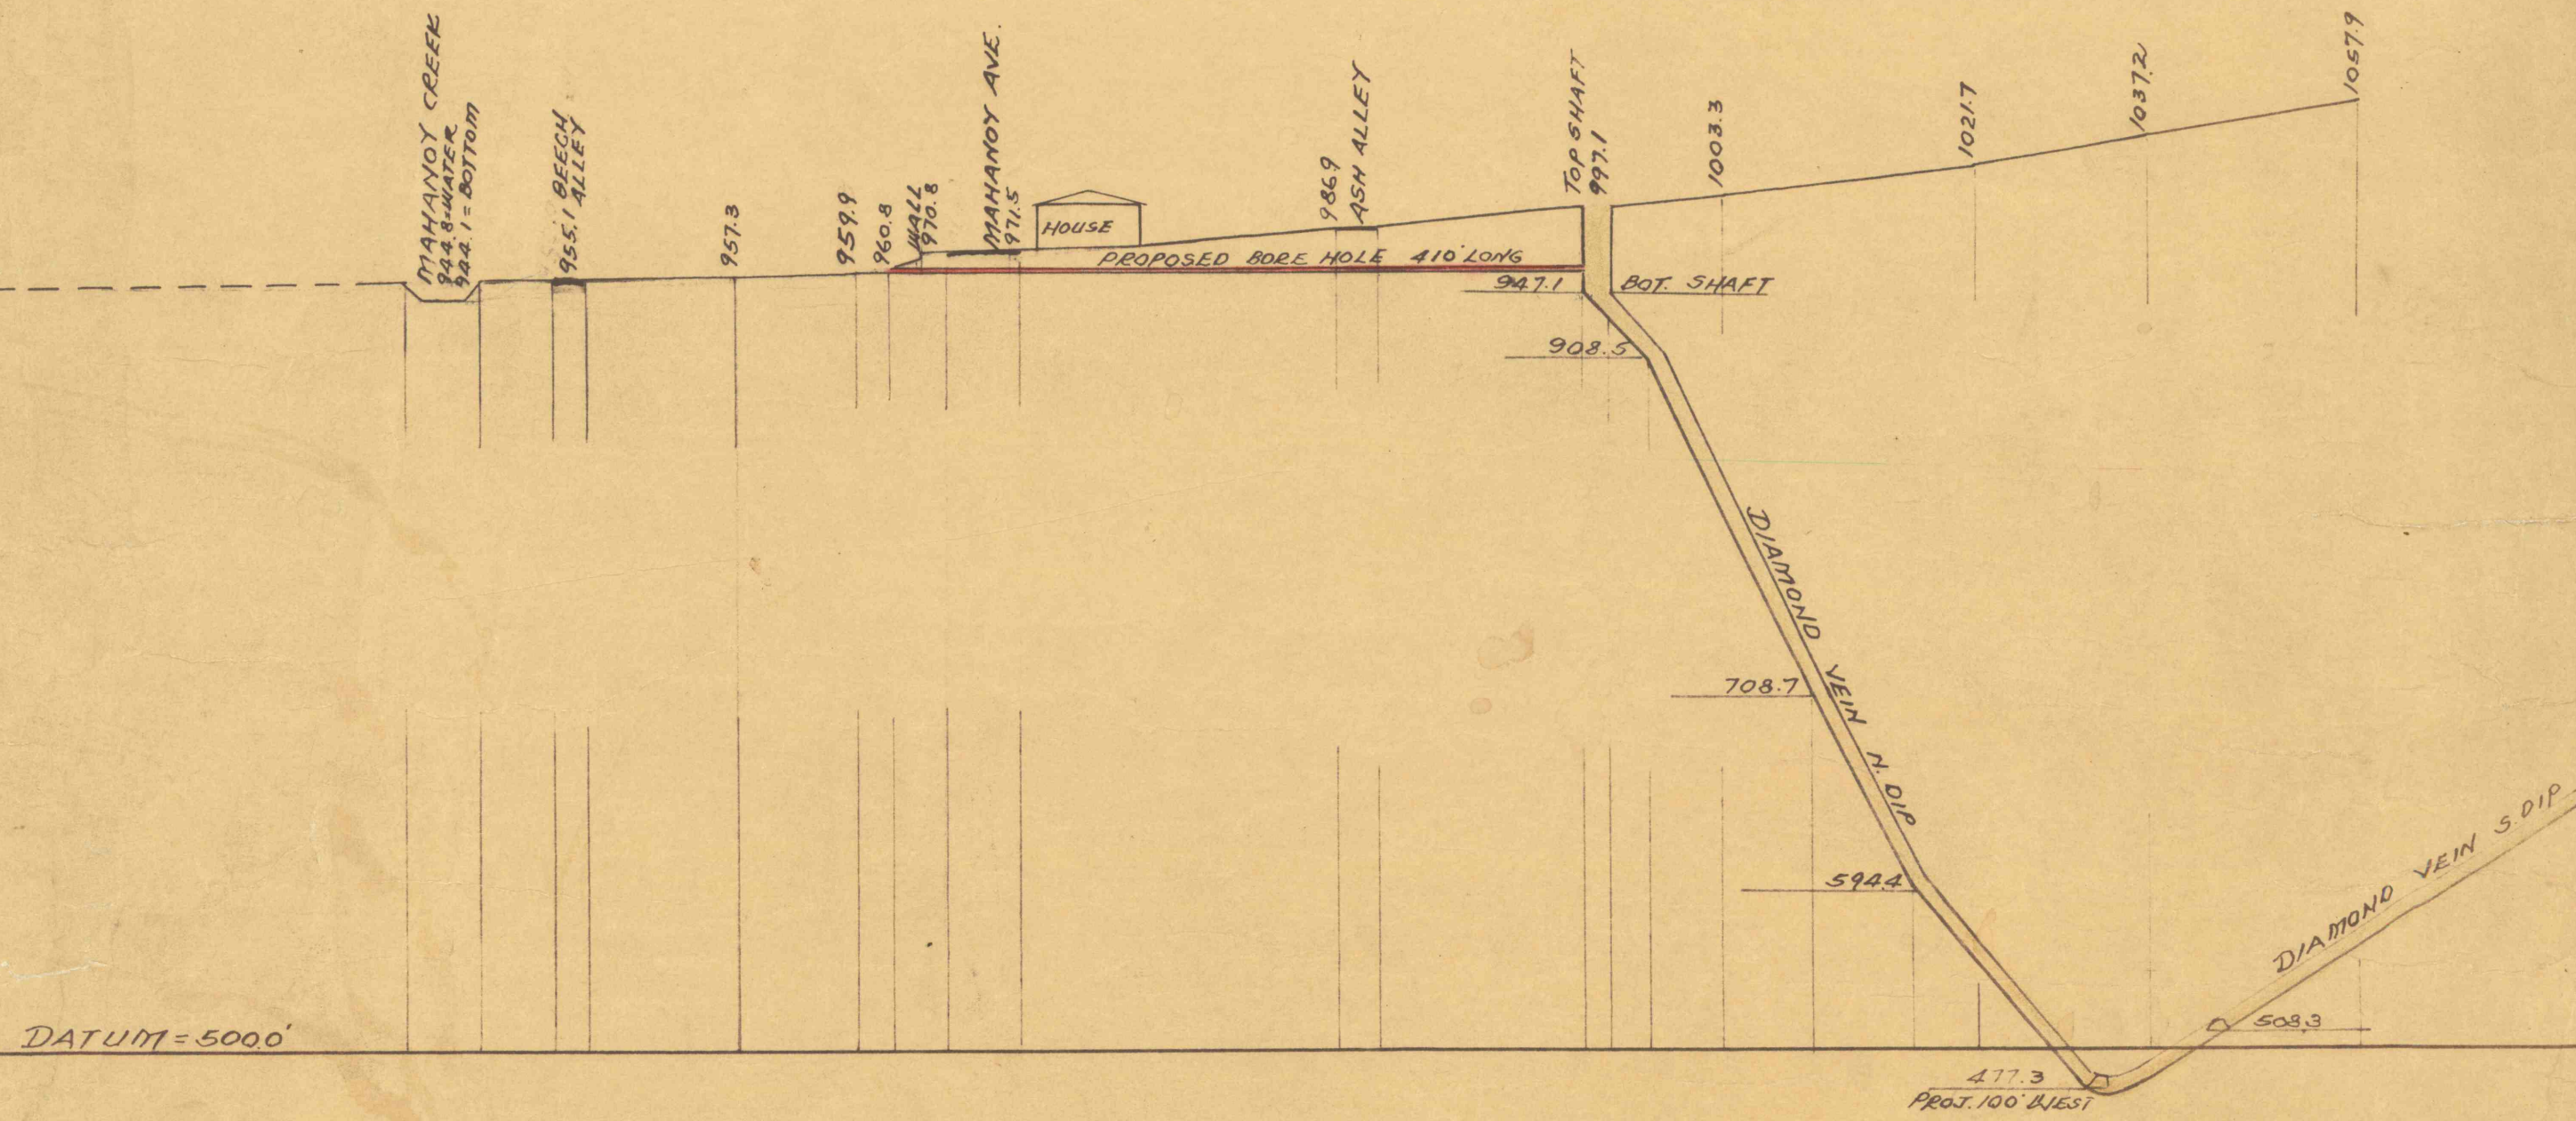 MAHANOY CREEK
944.8=WATER
944.1=BOTTOM
955.1 BEECH
ALLEY
957.3
959.9
960.8
WALL
970.8
MAHANOY AVE.
971.5
HOUSE
986.9
ASH ALLEY
TOP SHAFT
997.1
1003.3
1021.7
1037.2
1057.9
PROPOSED BORE HOLE 410' LONG
947.1
BOT. SHAFT
908.5
DIAMOND VEIN N. DIP
708.7
594.4
DIAMOND VEIN S. DIP
508.3
DATUM = 500.0'
477.3
PROJ. 100' WEST